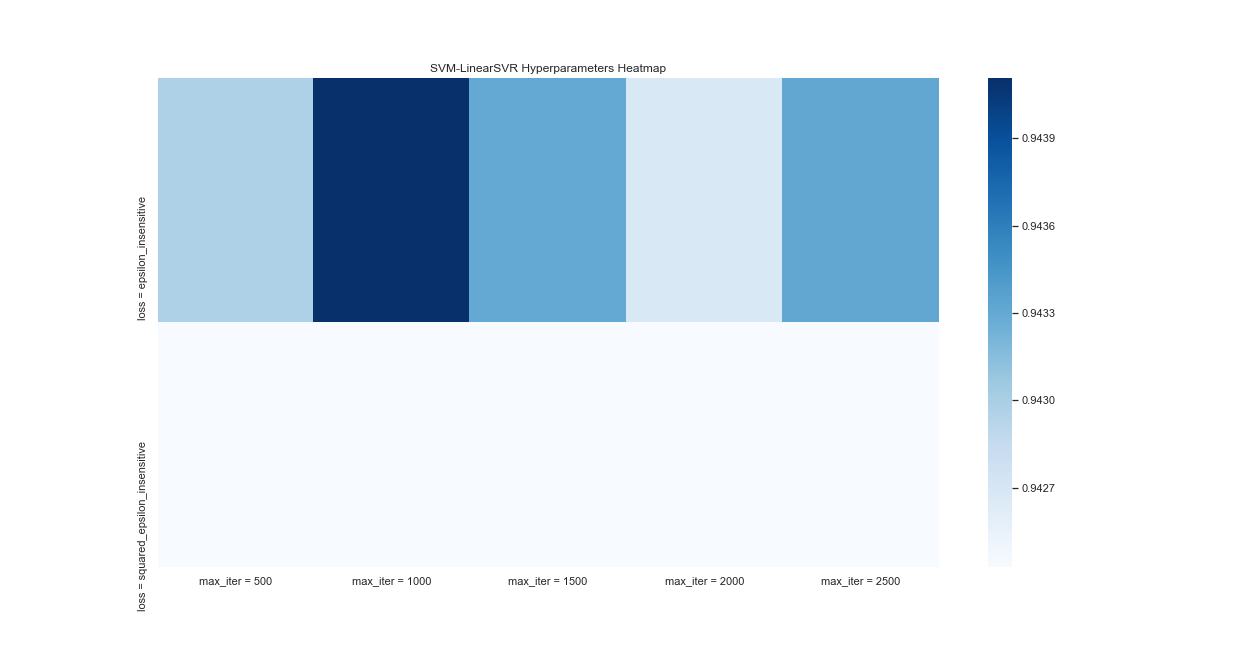 SVM-LinearSVR Hyperparameters Heatmap
loss = epsilon_insensitive
loss = squared_epsilon_insensitive
max_iter = 500
max_iter = 1000
max_iter = 1500
max_iter = 2000
max_iter = 2500
0.9439
0.9436
0.9433
0.9430
0.9427